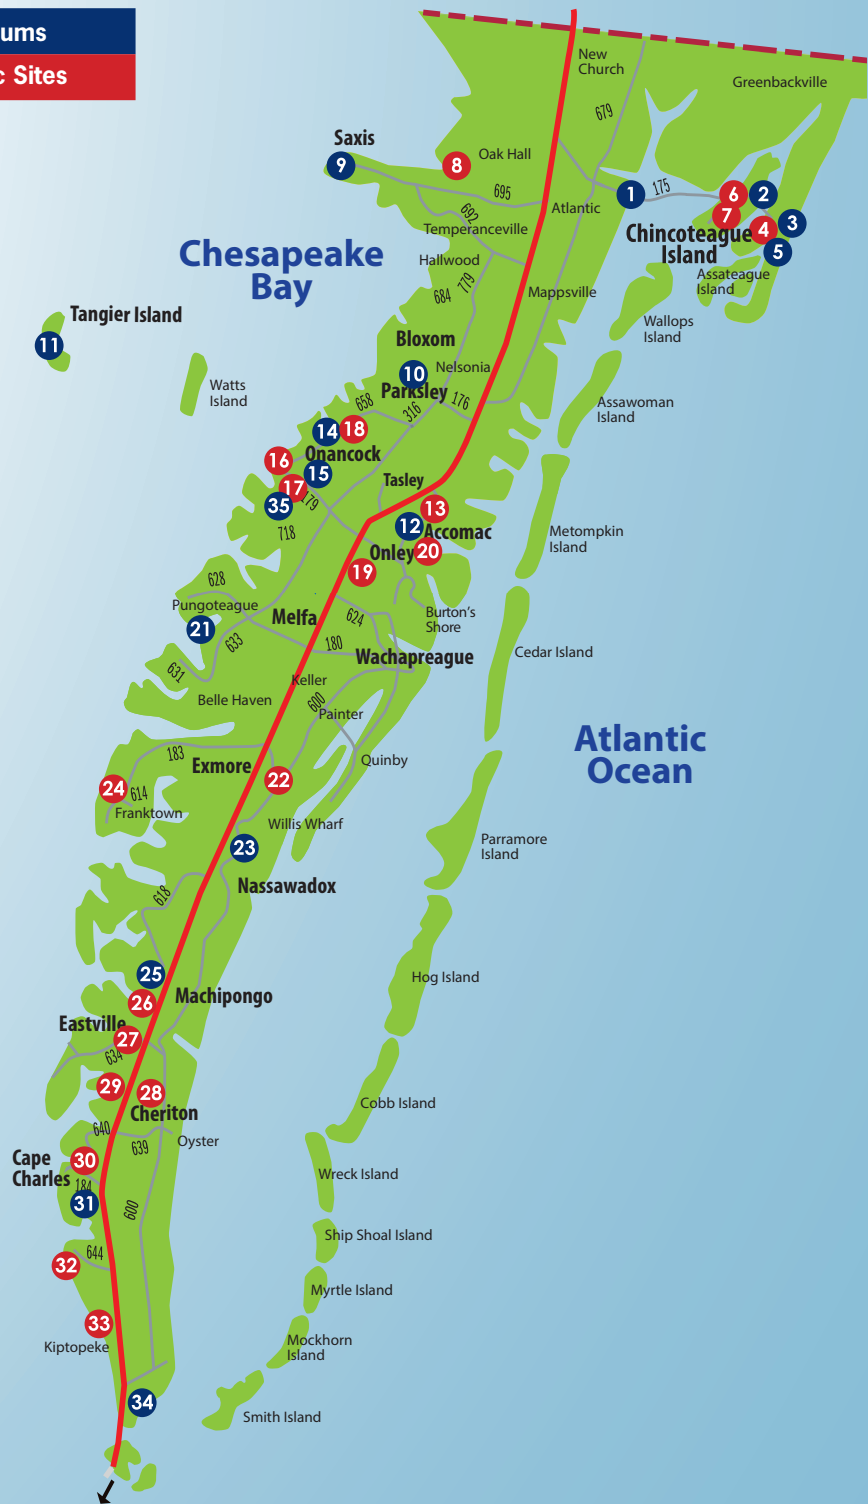 ums
c Sites
New
Church
Greenbackville
679
Saxis
9
8
Oak Hall
695
Atlantic
1
175
6
2
7
4
3
5
Chincoteague
Island
692
Temperanceville
Hallwood
Assateague
Island
Chesapeake
Bay
684
779
Mappsville
Wallops
Island
Tangier Island
11
Bloxom
10
Nelsonia
Parksley
Watts
Island
658
316
176
Assawoman
Island
14
18
Onancock
16
15
17
35
179
Tasley
13
12
Accomac
718
Onley
20
19
Metompkin
Island
628
Pungoteague
21
633
631
Melfa
624
Burton's
Shore
180
Wachapreague
Cedar Island
Keller
600
Belle Haven
Painter
Atlantic
Ocean
183
Exmore
22
Quinby
24
614
Franktown
Willis Wharf
23
Parramore
Island
Nassawadox
618
25
26
Machipongo
Hog Island
Eastville
27
634
29
28
Cheriton
Cobb Island
640
639
Oyster
Cape
Charles
30
184
31
600
Wreck Island
Ship Shoal Island
644
32
Myrtle Island
33
Kiptopeke
Mockhorn
Island
34
Smith Island